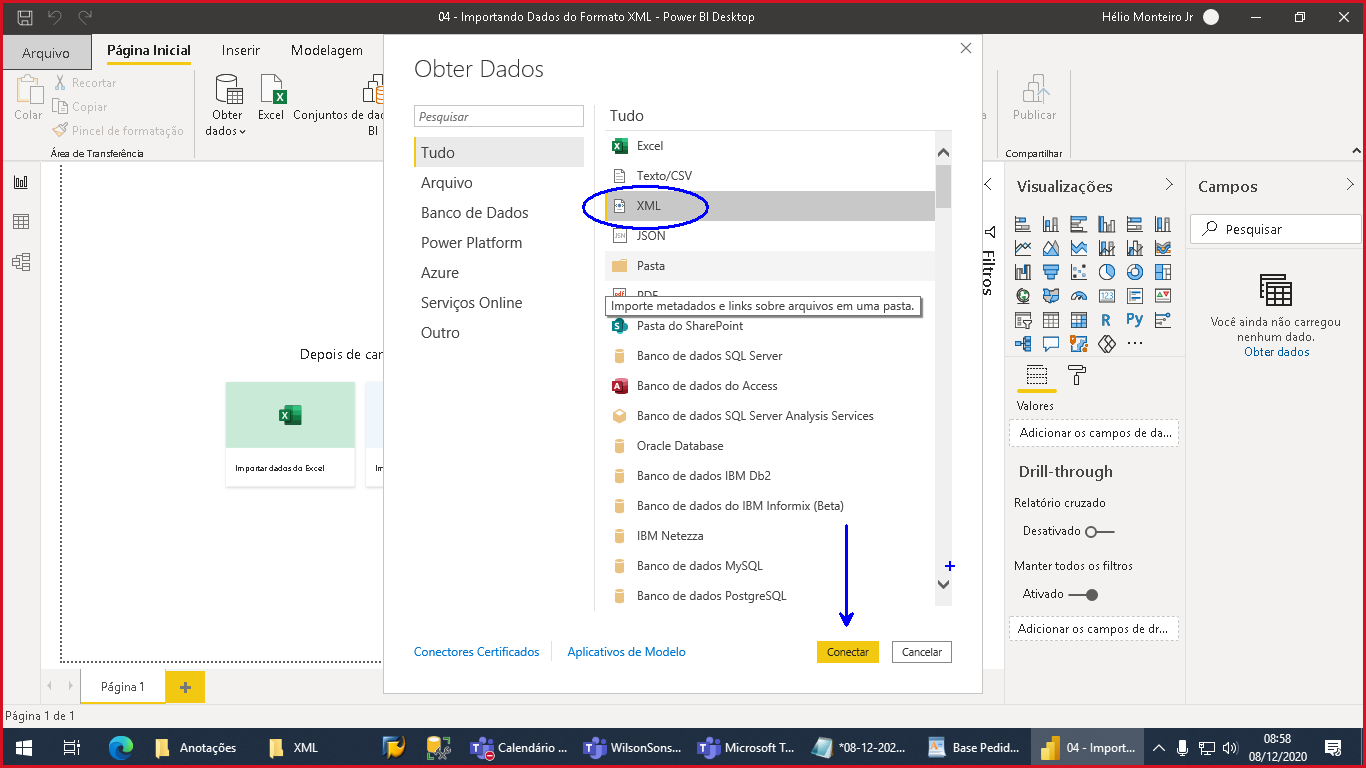 04 - Importando Dados do Formato XML - Power BI Desktop
Hélio Monteiro Jr
Arquivo
Página Inicial
Inserir
Modelagem
Colar
Recortar
Copiar
Pincel de formatação
Área de Transferência
Obter
dados
Excel
Conjuntos de da
BI
Publicar
Compartilhar
Depois de car
Importar dados do Excel
Obter Dados
Pesquisar
Tudo
Arquivo
Banco de Dados
Power Platform
Azure
Serviços Online
Outro
Tudo
Excel
Texto/CSV
XML
JSON
Pasta
PDF
Importe metadados e links sobre arquivos em uma pasta.
Pasta do SharePoint
Banco de dados SQL Server
Banco de dados do Access
Banco de dados SQL Server Analysis Services
Oracle Database
Banco de dados IBM Db2
Banco de dados do IBM Informix (Beta)
IBM Netezza
Banco de dados MySQL
Banco de dados PostgreSQL
Conectores Certificados
Aplicativos de Modelo
Conectar
Cancelar
Filtros
Visualizações
R
Py
Valores
Adicionar os campos de da...
Drill-through
Relatório cruzado
Desativado
Manter todos os filtros
Ativado
Adicionar os campos de dr...
Campos
Pesquisar
Você ainda não carregou
nenhum dado.
Obter dados
Página 1
Página 1 de 1
Anotações
XML
Calendário ...
WilsonSons...
Microsoft T...
*08-12-202...
Base Pedid...
04 - Import...
08:58
08/12/2020